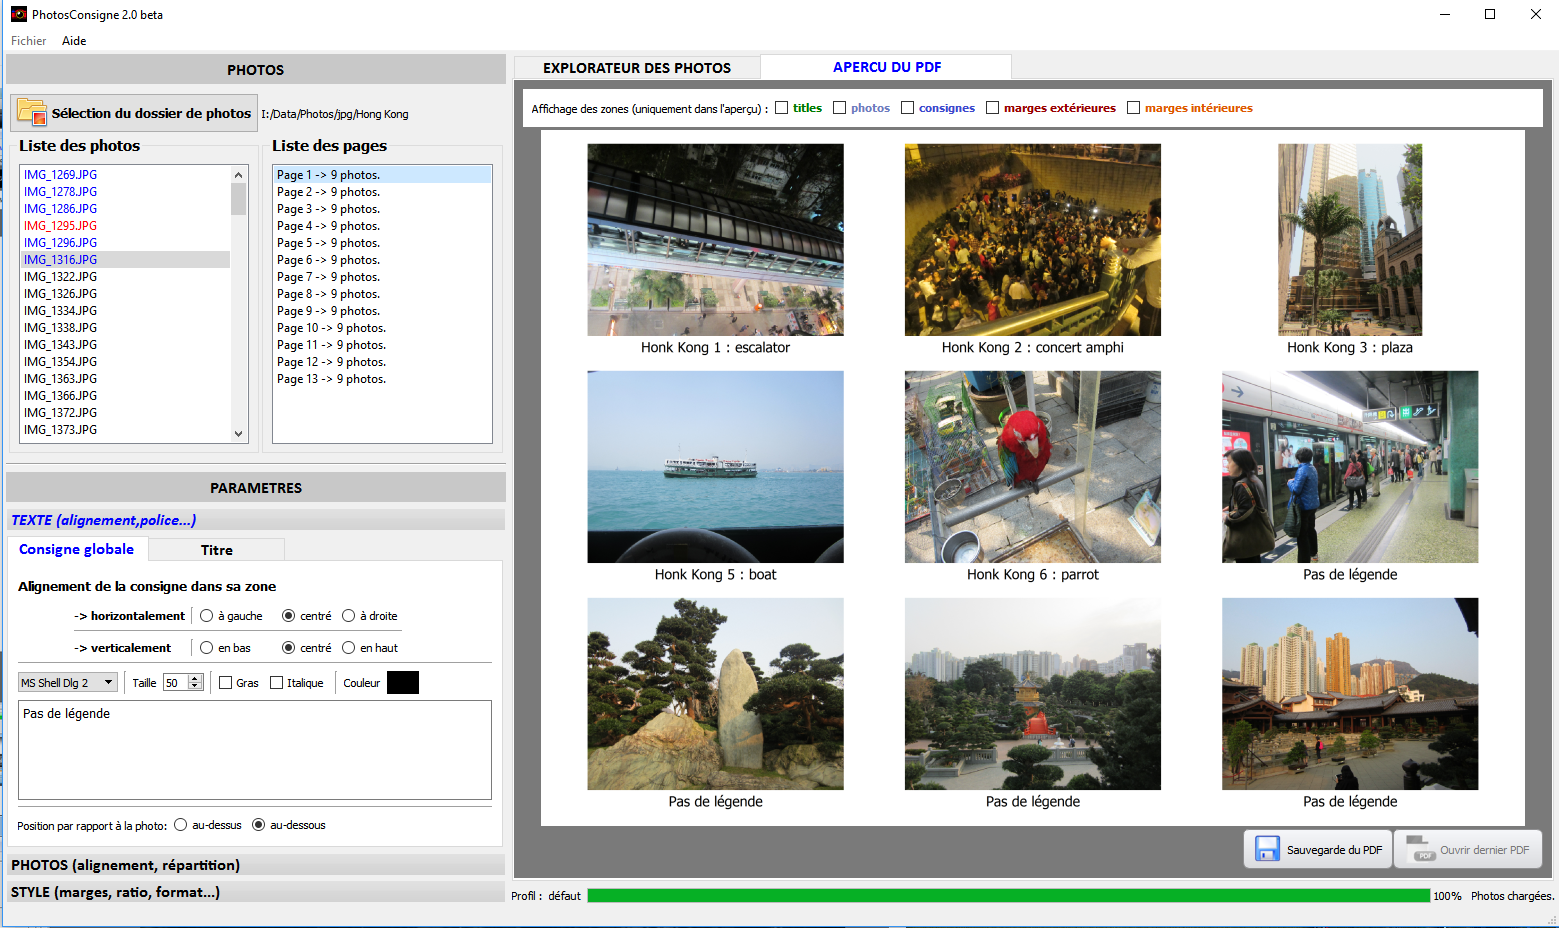 PhotosConsigne 2.0 beta
Fichier Aide
PHOTOS
Sélection du dossier de photos I:/Data/Photos/jpg/Hong Kong
Liste des photos
IMG_1269.JPG
IMG_1278.JPG
IMG_1286.JPG
IMG_1295.JPG
IMG_1296.JPG
IMG_1316.JPG
IMG_1322.JPG
IMG_1326.JPG
IMG_1334.JPG
IMG_1338.JPG
IMG_1343.JPG
IMG_1354.JPG
IMG_1363.JPG
IMG_1366.JPG
IMG_1372.JPG
IMG_1373.JPG
Liste des pages
Page 1 -> 9 photos.
Page 2 -> 9 photos.
Page 3 -> 9 photos.
Page 4 -> 9 photos.
Page 5 -> 9 photos.
Page 6 -> 9 photos.
Page 7 -> 9 photos.
Page 8 -> 9 photos.
Page 9 -> 9 photos.
Page 10 -> 9 photos.
Page 11 -> 9 photos.
Page 12 -> 9 photos.
Page 13 -> 9 photos.
PARAMETRES
TEXTE (alignement,police...)
Consigne globale Titre
Alignement de la consigne dans sa zone
-> horizontalement à gauche centré à droite
-> verticalement en bas centré en haut
MS Shell Dlg 2 Taille 50 Gras Italique Couleur
Pas de légende
Position par rapport à la photo: au-dessus au-dessous
PHOTOS (alignement, répartition)
STYLE (marges, ratio, format...)
EXPLORATEUR DES PHOTOS APERCU DU PDF
Affichage des zones (uniquement dans l'aperçu) : titles photos consignes marges extérieures marges intérieures
Honk Kong 1 : escalator
Honk Kong 2 : concert amphi
Honk Kong 3 : plaza
Honk Kong 5 : boat
Honk Kong 6 : parrot
Pas de légende
Pas de légende
Pas de légende
Pas de légende
Sauvegarde du PDF
PDF
Ouvrir dernier PDF
Profil : défaut 100% Photos chargées.